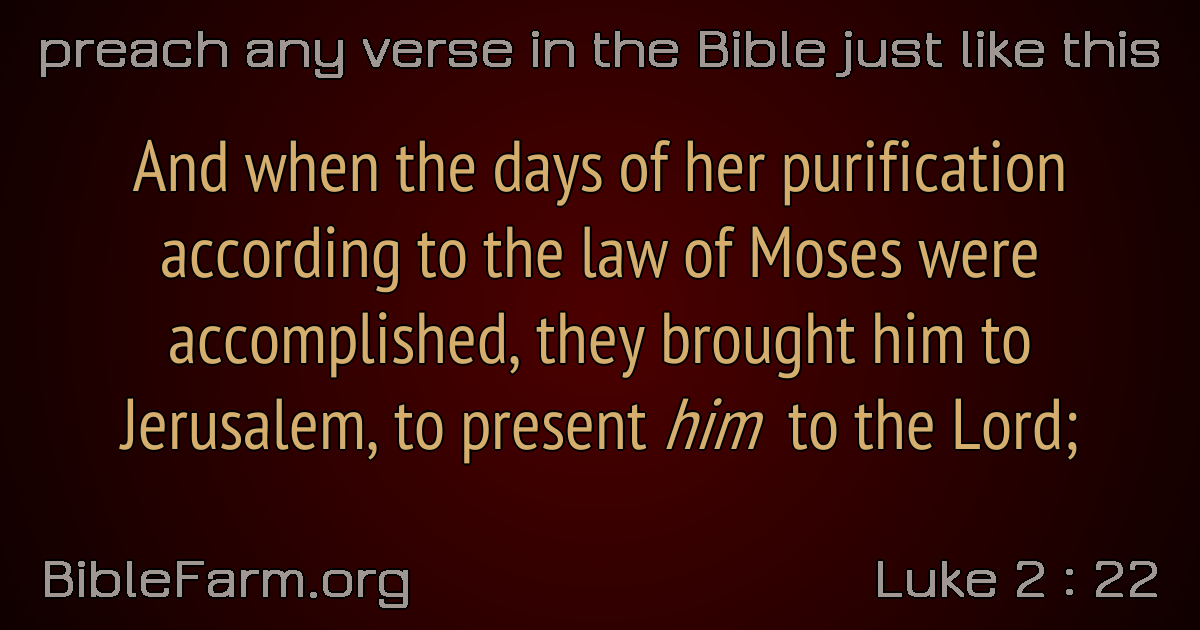 preach any verse in the Bible just like this
And when the days of her purification
according to the law of Moses were
accomplished, they brought him to
Jerusalem, to present him to the Lord;
BibleFarm.org
Luke 2 : 22